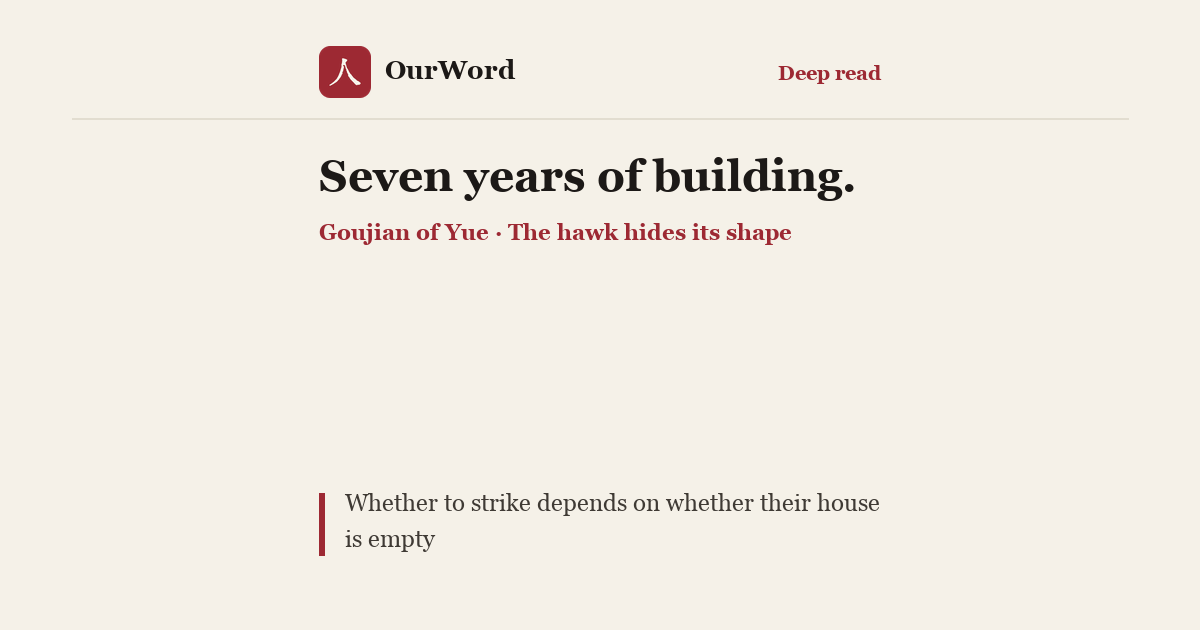 人 OurWord
Deep read
Seven years of building.
Goujian of Yue · The hawk hides its shape
Whether to strike depends on whether their house
is empty